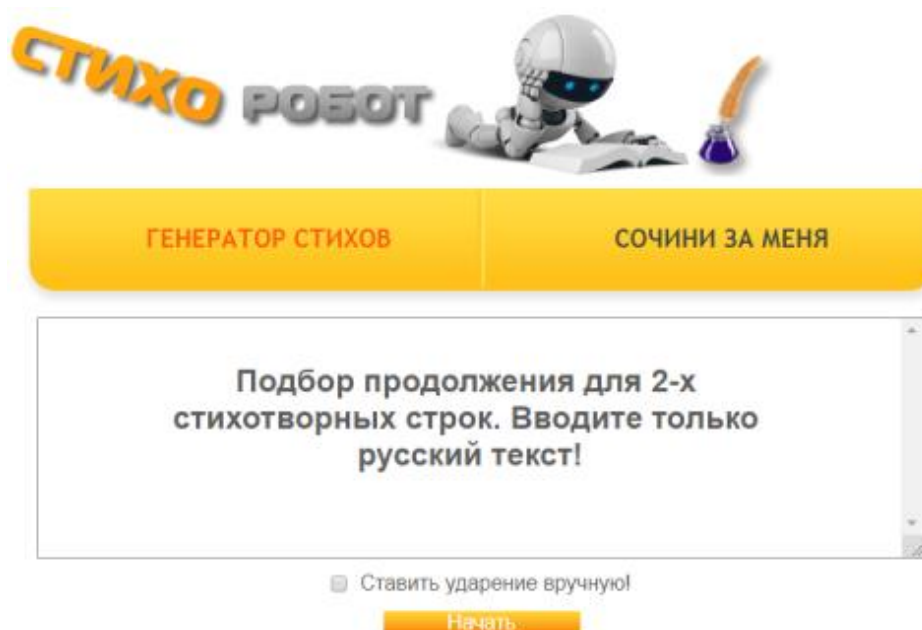 СТИХО РОБОТ
ГЕНЕРАТОР СТИХОВ СОЧИНИ ЗА МЕНЯ
Подбор продолжения для 2-х
стихотворных строк. Вводите только
русский текст!
Ставить ударение вручную!
Начать